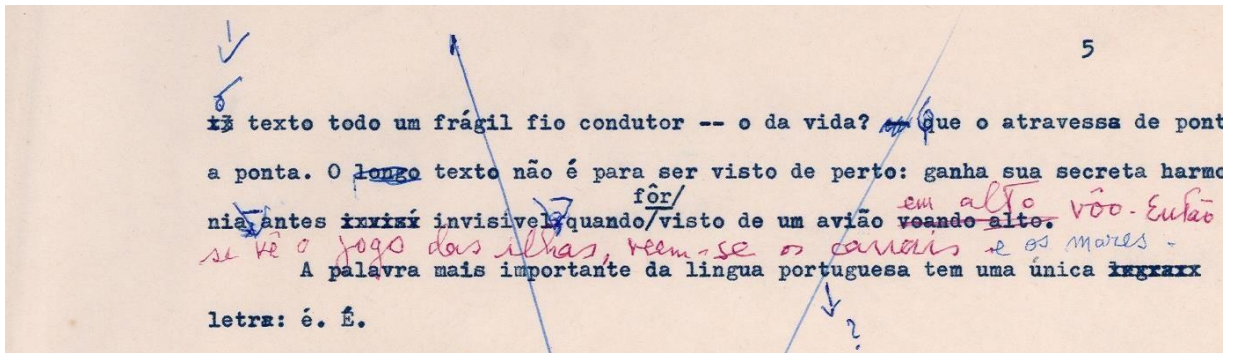 5
texto todo um frágil fio condutor -- o da vida? que o atravessa de pont
a ponta. O longo texto não é para ser visto de perto: ganha sua secreta harmo
fôr/
nia, antes invisivel, quando/visto de um avião voando alto. em alto vôo. Então
se vê o jogo das ilhas, veem-se os canais e os mares.
A palavra mais importante da lingua portuguesa tem uma única
letra: é. É.
?